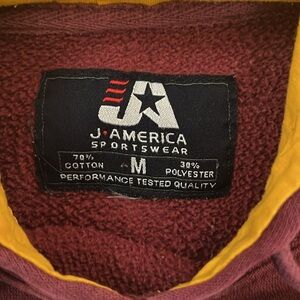 JA
J★AMERICA
SPORTSWEAR
70% COTTON M 30% POLYESTER
PERFORMANCE TESTED QUALITY